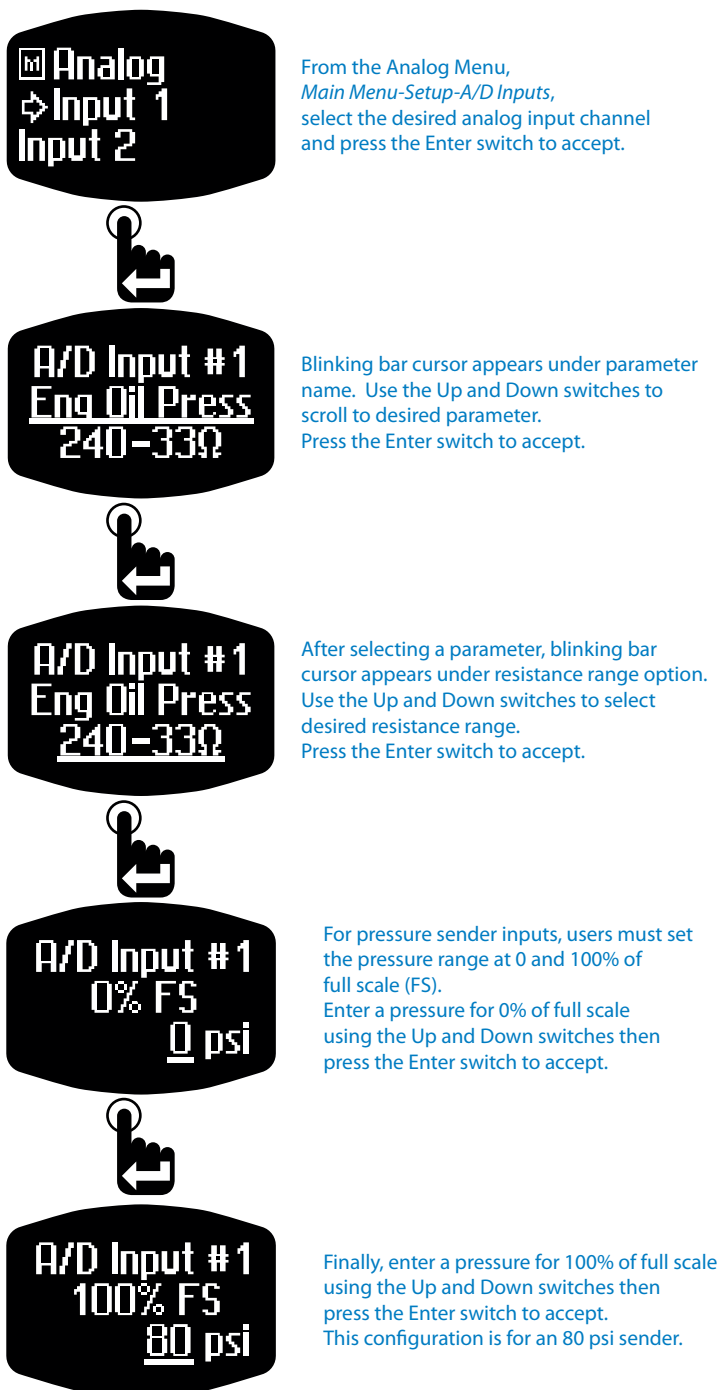 M Analog
Input 1
Input 2
From the Analog Menu,
Main Menu-Setup-A/D Inputs,
select the desired analog input channel
and press the Enter switch to accept.
A/D Input #1
Eng Oil Press
240-33Ω
Blinking bar cursor appears under parameter
name.  Use the Up and Down switches to
scroll to desired parameter.
Press the Enter switch to accept.
A/D Input #1
Eng Oil Press
240-33Ω
After selecting a parameter, blinking bar
cursor appears under resistance range option.
Use the Up and Down switches to select
desired resistance range.
Press the Enter switch to accept.
A/D Input #1
0% FS
0 psi
For pressure sender inputs, users must set
the pressure range at 0 and 100% of
full scale (FS).
Enter a pressure for 0% of full scale
using the Up and Down switches then
press the Enter switch to accept.
A/D Input #1
100% FS
80 psi
Finally, enter a pressure for 100% of full scale
using the Up and Down switches then
press the Enter switch to accept.
This configuration is for an 80 psi sender.